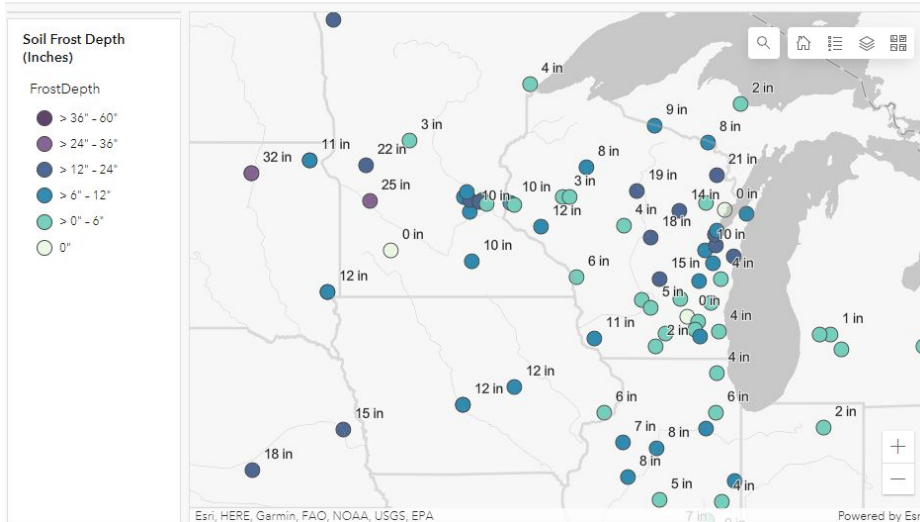 Soil Frost Depth
(Inches)
FrostDepth
> 36" - 60"
> 24" - 36"
> 12" - 24"
> 6" - 12"
> 0" - 6"
0"
4 in
2 in
9 in
3 in
8 in
11 in
22 in
32 in
8 in
21 in
25 in
10 in
10 in
3 in
19 in
14 in
0 in
12 in
4 in
18 in
0 in
10 in
10 in
6 in
15 in
4 in
12 in
5 in
0 in
11 in
2 in
4 in
1 in
4 in
12 in
12 in
6 in
6 in
2 in
15 in
7 in
8 in
18 in
8 in
5 in
4 in
7 in
Esri, HERE, Garmin, FAO, NOAA, USGS, EPA
Powered by Esri